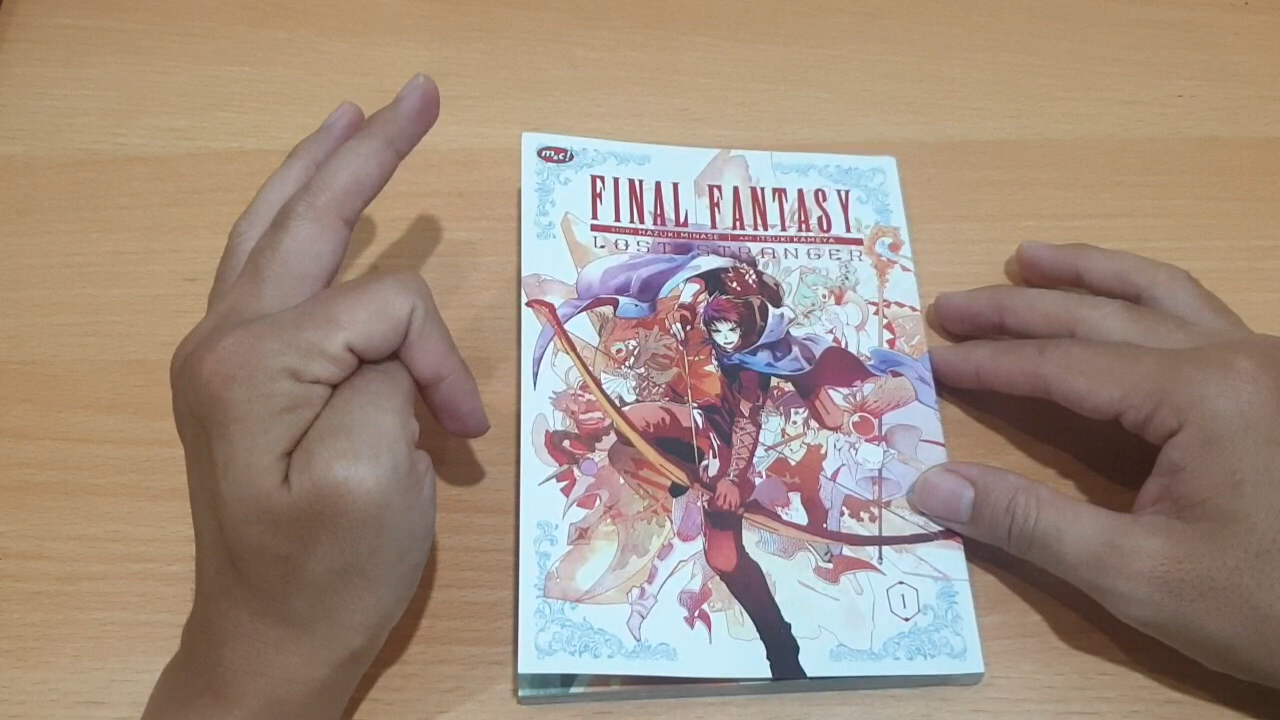 m&c!
FINAL FANTASY
STORY: HAZUKI MINASE | ART: ITSUKI KAMEYA
LOST STRANGER
1